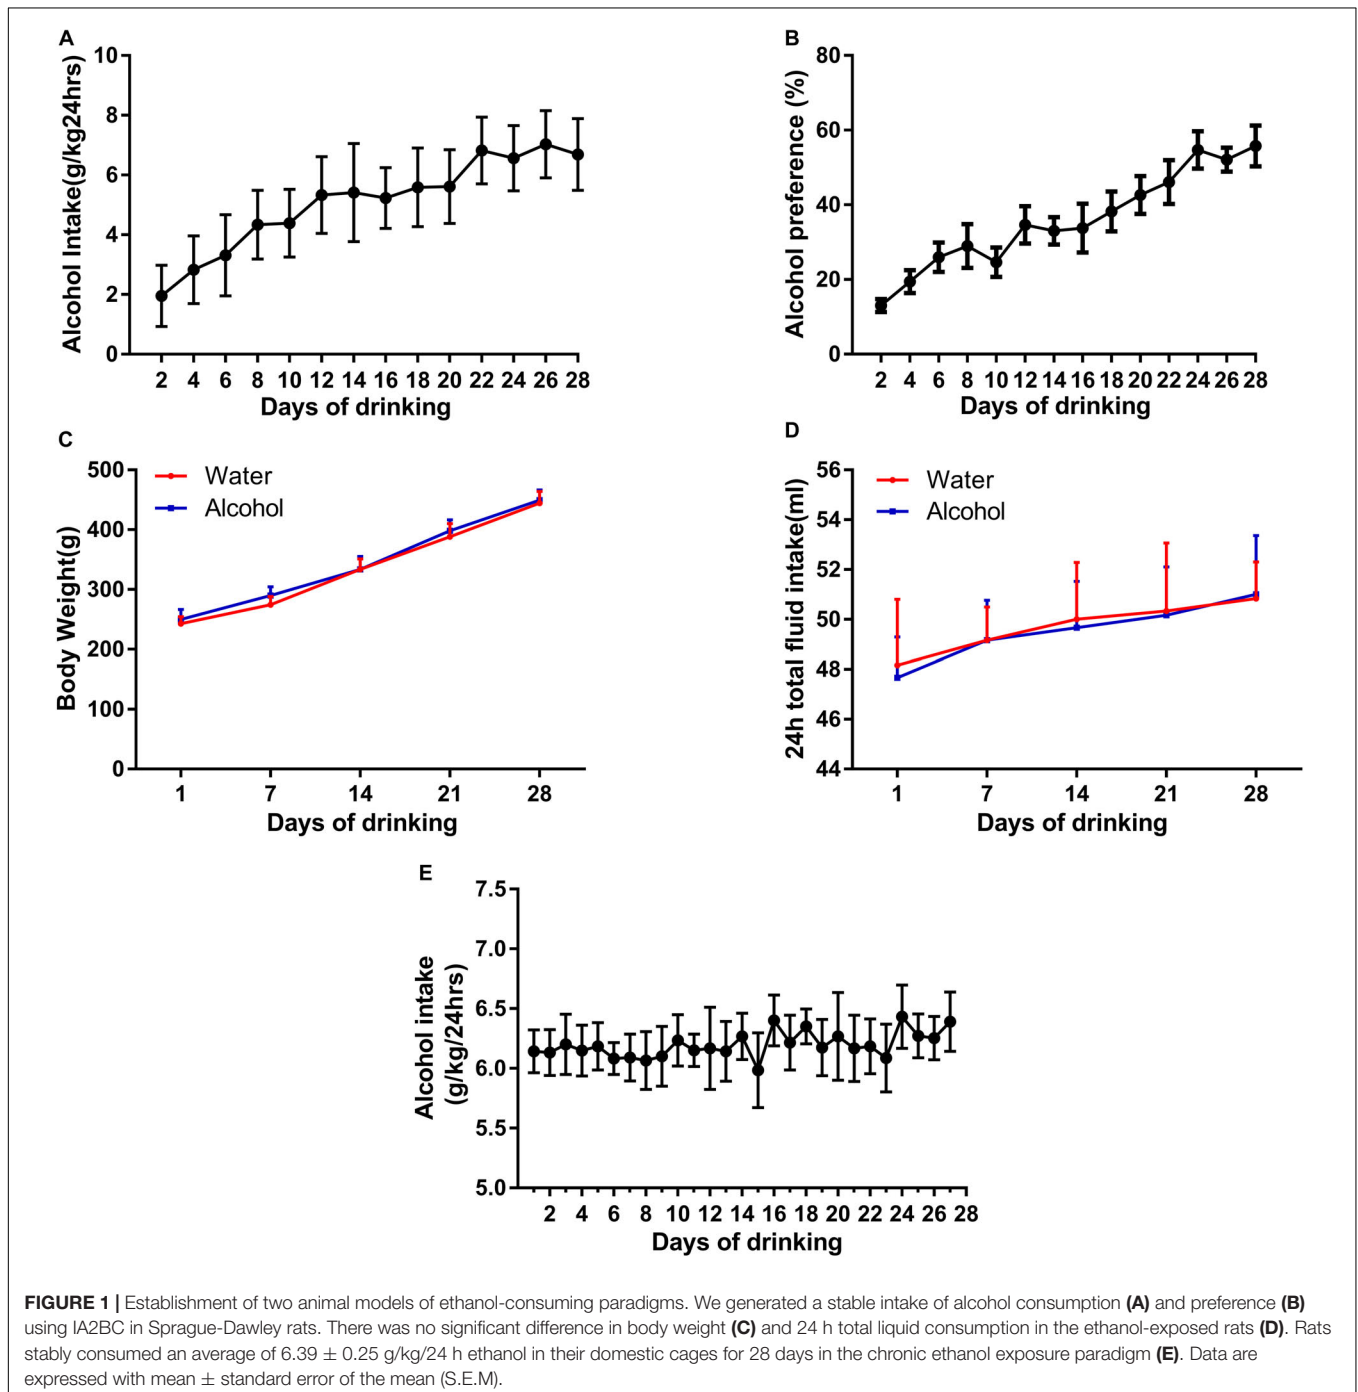 A
Alcohol Intake(g/kg24hrs)
10
8
6
4
2
0
2 4 6 8 10 12 14 16 18 20 22 24 26 28
Days of drinking
B
Alcohol preference (%)
80
60
40
20
0
2 4 6 8 10 12 14 16 18 20 22 24 26 28
Days of drinking
C
Body Weight(g)
500
400
300
200
100
0
Water
Alcohol
1 7 14 21 28
Days of drinking
D
24h total fluid intake(ml)
56
54
52
50
48
46
44
Water
Alcohol
1 7 14 21 28
Days of drinking
E
Alcohol intake
(g/kg/24hrs)
7.5
7.0
6.5
6.0
5.5
5.0
2 4 6 8 10 12 14 16 18 20 22 24 26 28
Days of drinking
FIGURE 1 | Establishment of two animal models of ethanol-consuming paradigms. We generated a stable intake of alcohol consumption (A) and preference (B)
using IA2BC in Sprague-Dawley rats. There was no significant difference in body weight (C) and 24 h total liquid consumption in the ethanol-exposed rats (D). Rats
stably consumed an average of 6.39 ± 0.25 g/kg/24 h ethanol in their domestic cages for 28 days in the chronic ethanol exposure paradigm (E). Data are
expressed with mean ± standard error of the mean (S.E.M).